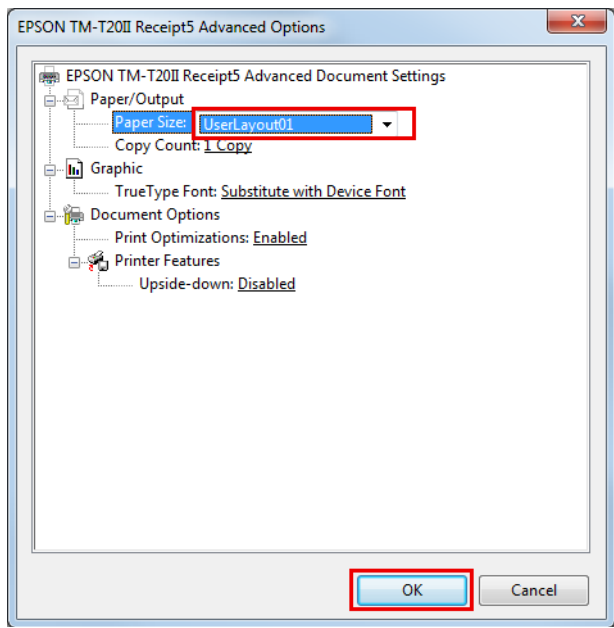 EPSON TM-T20II Receipt5 Advanced Options
EPSON TM-T20II Receipt5 Advanced Document Settings
Paper/Output
Paper Size: UserLayout01
Copy Count: 1 Copy
Graphic
TrueType Font: Substitute with Device Font
Document Options
Print Optimizations: Enabled
Printer Features
Upside-down: Disabled
OK Cancel